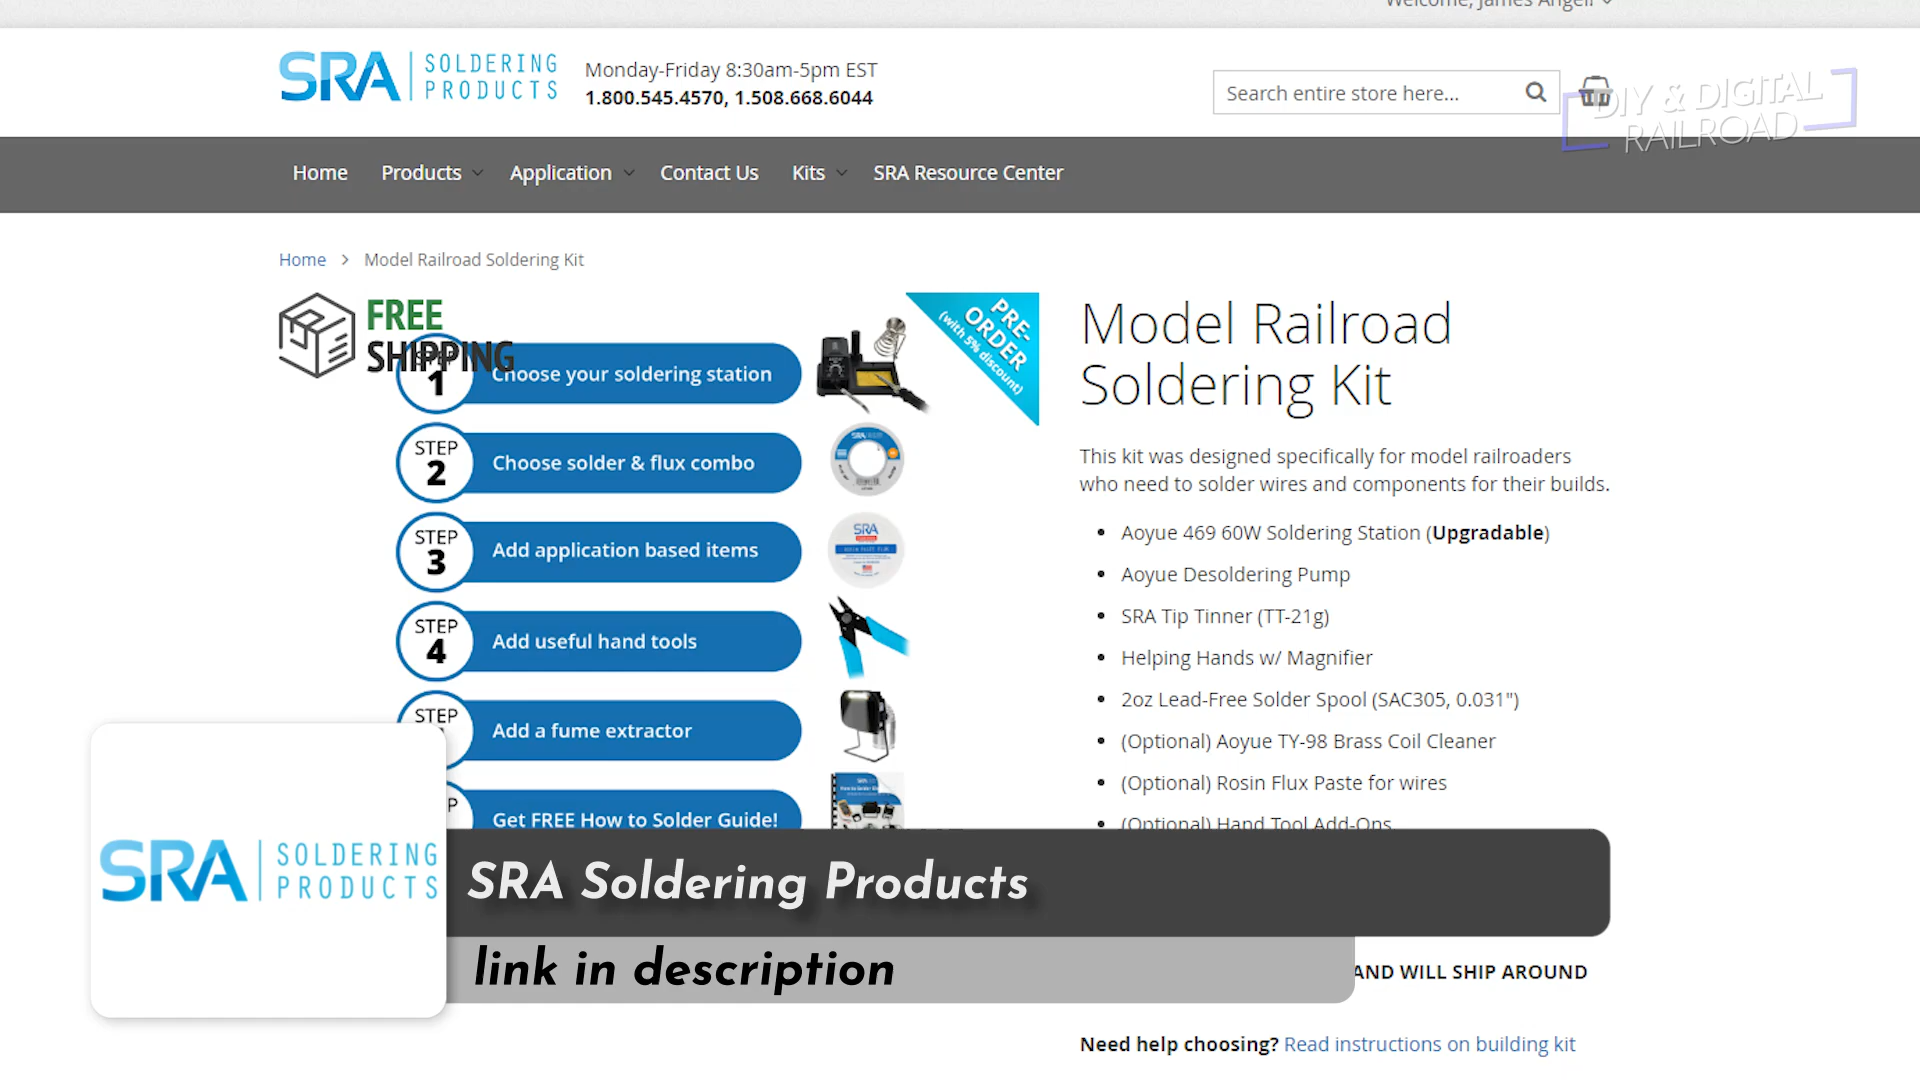 Welcome, James Angell
SRA SOLDERING PRODUCTS
Monday-Friday 8:30am-5pm EST
1.800.545.4570, 1.508.668.6044
Search entire store here...
DIY & DIGITAL
RAILROAD
Home Products Application Contact Us Kits SRA Resource Center
Home > Model Railroad Soldering Kit
FREE
SHIPPING
1 Choose your soldering station
STEP 2 Choose solder & flux combo
STEP 3 Add application based items
STEP 4 Add useful hand tools
STEP Add a fume extractor
P Get FREE How to Solder Guide!
PRE-
ORDER
(with 5% discount)
Model Railroad
Soldering Kit
This kit was designed specifically for model railroaders
who need to solder wires and components for their builds.
• Aoyue 469 60W Soldering Station (Upgradable)
• Aoyue Desoldering Pump
• SRA Tip Tinner (TT-21g)
• Helping Hands w/ Magnifier
• 2oz Lead-Free Solder Spool (SAC305, 0.031")
• (Optional) Aoyue TY-98 Brass Coil Cleaner
• (Optional) Rosin Flux Paste for wires
• (Optional) Hand Tool Add-Ons
SRA SOLDERING PRODUCTS
SRA Soldering Products
link in description
AND WILL SHIP AROUND
Need help choosing? Read instructions on building kit